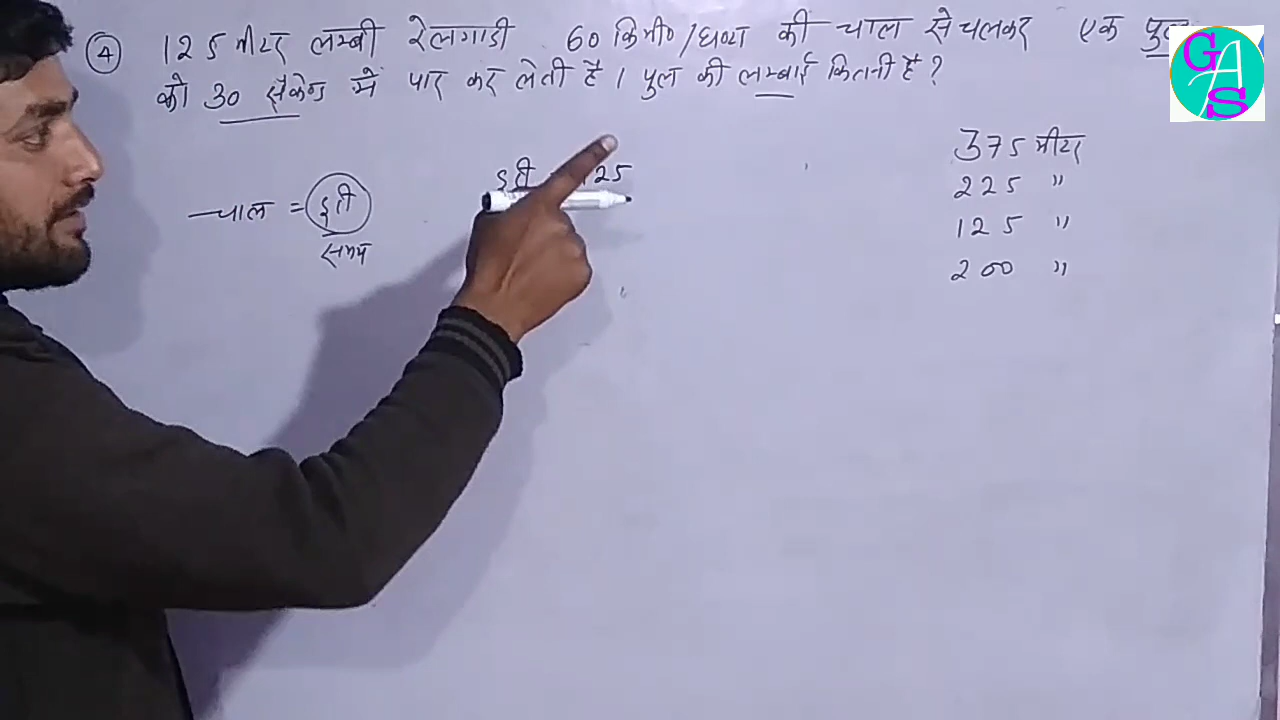 ④ 125 मीटर लम्बी रेलगाडी 60 किमी०/घण्टा की चाल से चलकर एक पुल
को 30 सैकेण्ड में पार कर लेती है। पुल की लम्बाई कितनी है?
375 मीटर
225 "
125 "
200 "
चाल = दूरी
समय
दूरी 125
GAS